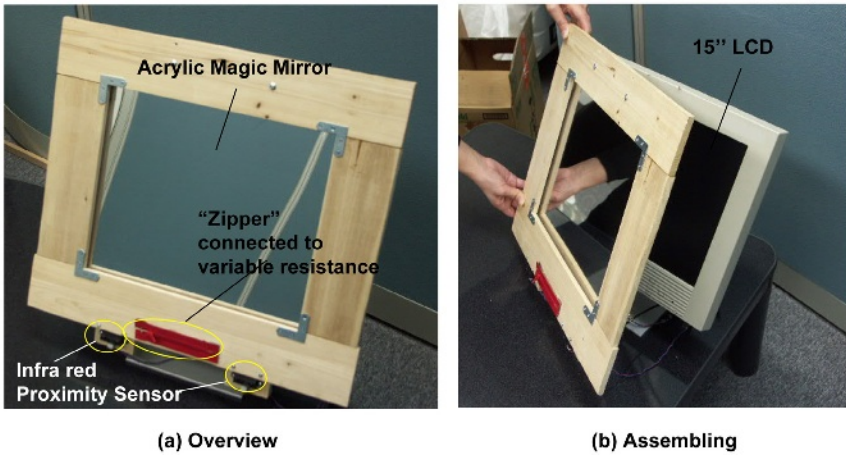 Acrylic Magic Mirror
“Zipper”
connected to
variable resistance
Infra red
Proximity Sensor
(a) Overview
15” LCD
(b) Assembling